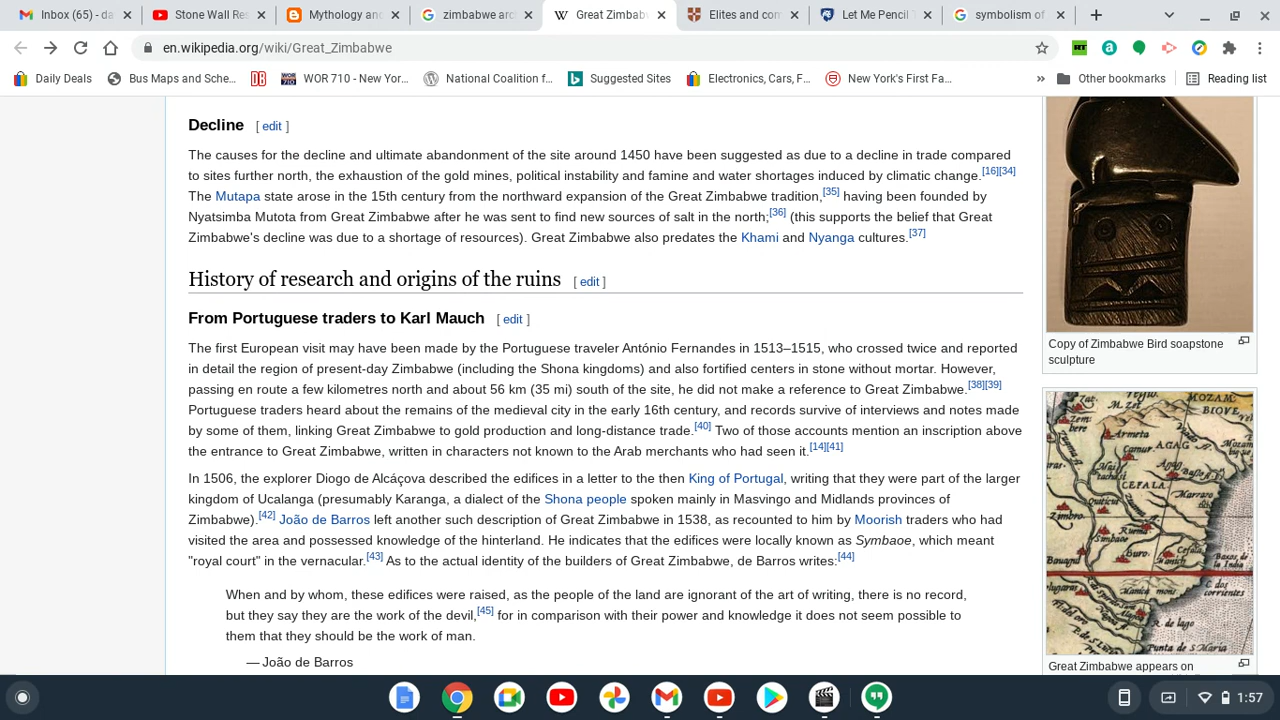 Inbox (65) - da
Stone Wall Res
Mythology and
zimbabwe arc
Great Zimbab
Elites and com
Let Me Pencil
symbolism of
en.wikipedia.org/wiki/Great_Zimbabwe
Daily Deals
Bus Maps and Sche...
WOR 710 - New Yor...
National Coalition f...
Suggested Sites
Electronics, Cars, F...
New York's First Fa...
»
Other bookmarks
Reading list
Decline [ edit ]
The causes for the decline and ultimate abandonment of the site around 1450 have been suggested as due to a decline in trade compared
to sites further north, the exhaustion of the gold mines, political instability and famine and water shortages induced by climatic change.[16][34]
The Mutapa state arose in the 15th century from the northward expansion of the Great Zimbabwe tradition,[35] having been founded by
Nyatsimba Mutota from Great Zimbabwe after he was sent to find new sources of salt in the north;[36] (this supports the belief that Great
Zimbabwe's decline was due to a shortage of resources). Great Zimbabwe also predates the Khami and Nyanga cultures.[37]
History of research and origins of the ruins [ edit ]
From Portuguese traders to Karl Mauch [ edit ]
The first European visit may have been made by the Portuguese traveler António Fernandes in 1513–1515, who crossed twice and reported
in detail the region of present-day Zimbabwe (including the Shona kingdoms) and also fortified centers in stone without mortar. However,
passing en route a few kilometres north and about 56 km (35 mi) south of the site, he did not make a reference to Great Zimbabwe.[38][39]
Portuguese traders heard about the remains of the medieval city in the early 16th century, and records survive of interviews and notes made
by some of them, linking Great Zimbabwe to gold production and long-distance trade.[40] Two of those accounts mention an inscription above
the entrance to Great Zimbabwe, written in characters not known to the Arab merchants who had seen it.[14][41]
In 1506, the explorer Diogo de Alcáçova described the edifices in a letter to the then King of Portugal, writing that they were part of the larger
kingdom of Ucalanga (presumably Karanga, a dialect of the Shona people spoken mainly in Masvingo and Midlands provinces of
Zimbabwe).[42] João de Barros left another such description of Great Zimbabwe in 1538, as recounted to him by Moorish traders who had
visited the area and possessed knowledge of the hinterland. He indicates that the edifices were locally known as Symbaoe, which meant
"royal court" in the vernacular.[43] As to the actual identity of the builders of Great Zimbabwe, de Barros writes:[44]
When and by whom, these edifices were raised, as the people of the land are ignorant of the art of writing, there is no record,
but they say they are the work of the devil,[45] for in comparison with their power and knowledge it does not seem possible to
them that they should be the work of man.
— João de Barros
Copy of Zimbabwe Bird soapstone
sculpture
MOZAM
BIVE
Armeta
AGAG
Camur
CEFALA
Zimbro
Simbaoe
Buro
Cefala
R. de lago
Punta de S Maria
Great Zimbabwe appears on
1:57